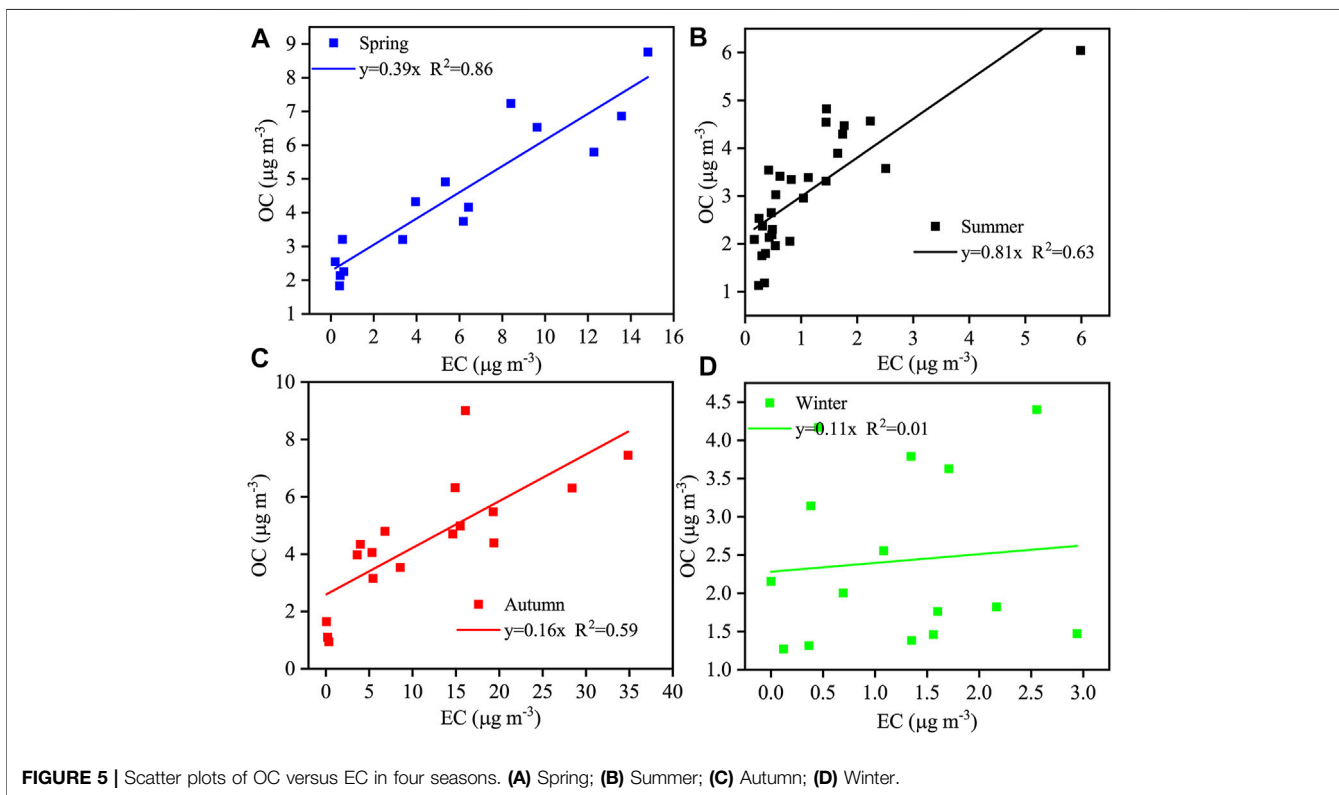 A
Spring
y=0.39x R²=0.86
OC (µg m⁻³)
9
8
7
6
5
4
3
2
1
0 2 4 6 8 10 12 14 16
EC (µg m⁻³)
B
Summer
y=0.81x R²=0.63
OC (µg m⁻³)
6
5
4
3
2
1
0 1 2 3 4 5 6
EC (µg m⁻³)
C
Autumn
y=0.16x R²=0.59
OC (µg m⁻³)
10
8
6
4
2
0
0 5 10 15 20 25 30 35 40
EC (µg m⁻³)
D
Winter
y=0.11x R²=0.01
OC (µg m⁻³)
4.5
4.0
3.5
3.0
2.5
2.0
1.5
1.0
0.0 0.5 1.0 1.5 2.0 2.5 3.0
EC (µg m⁻³)
FIGURE 5 | Scatter plots of OC versus EC in four seasons. (A) Spring; (B) Summer; (C) Autumn; (D) Winter.